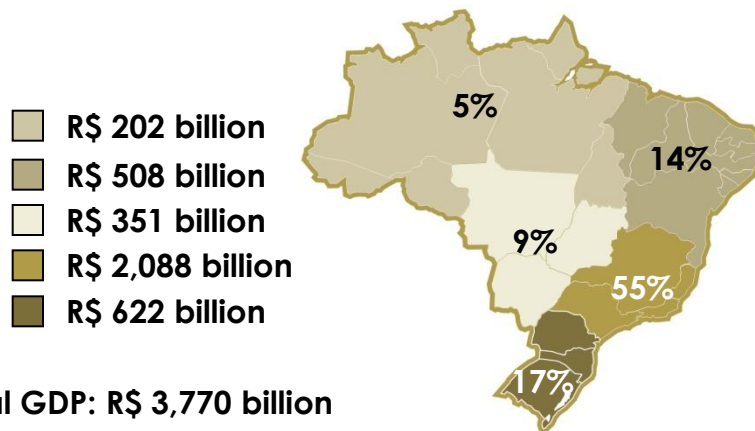 R$ 202 billion
R$ 508 billion
R$ 351 billion
R$ 2,088 billion
R$ 622 billion
GDP: R$ 3,770 billion
5%
14%
9%
55%
17%